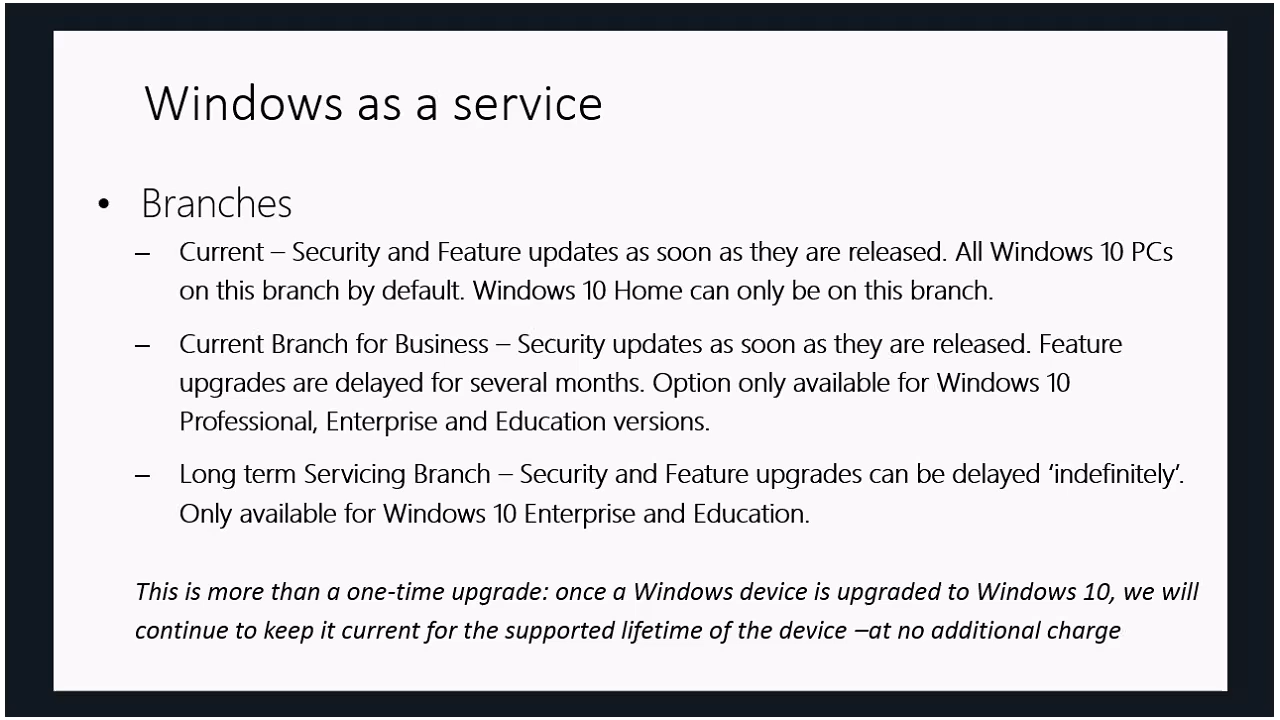 Windows as a service
• Branches
– Current – Security and Feature updates as soon as they are released. All Windows 10 PCs
on this branch by default. Windows 10 Home can only be on this branch.
– Current Branch for Business – Security updates as soon as they are released. Feature
upgrades are delayed for several months. Option only available for Windows 10
Professional, Enterprise and Education versions.
– Long term Servicing Branch – Security and Feature upgrades can be delayed ‘indefinitely’.
Only available for Windows 10 Enterprise and Education.
This is more than a one-time upgrade: once a Windows device is upgraded to Windows 10, we will
continue to keep it current for the supported lifetime of the device –at no additional charge